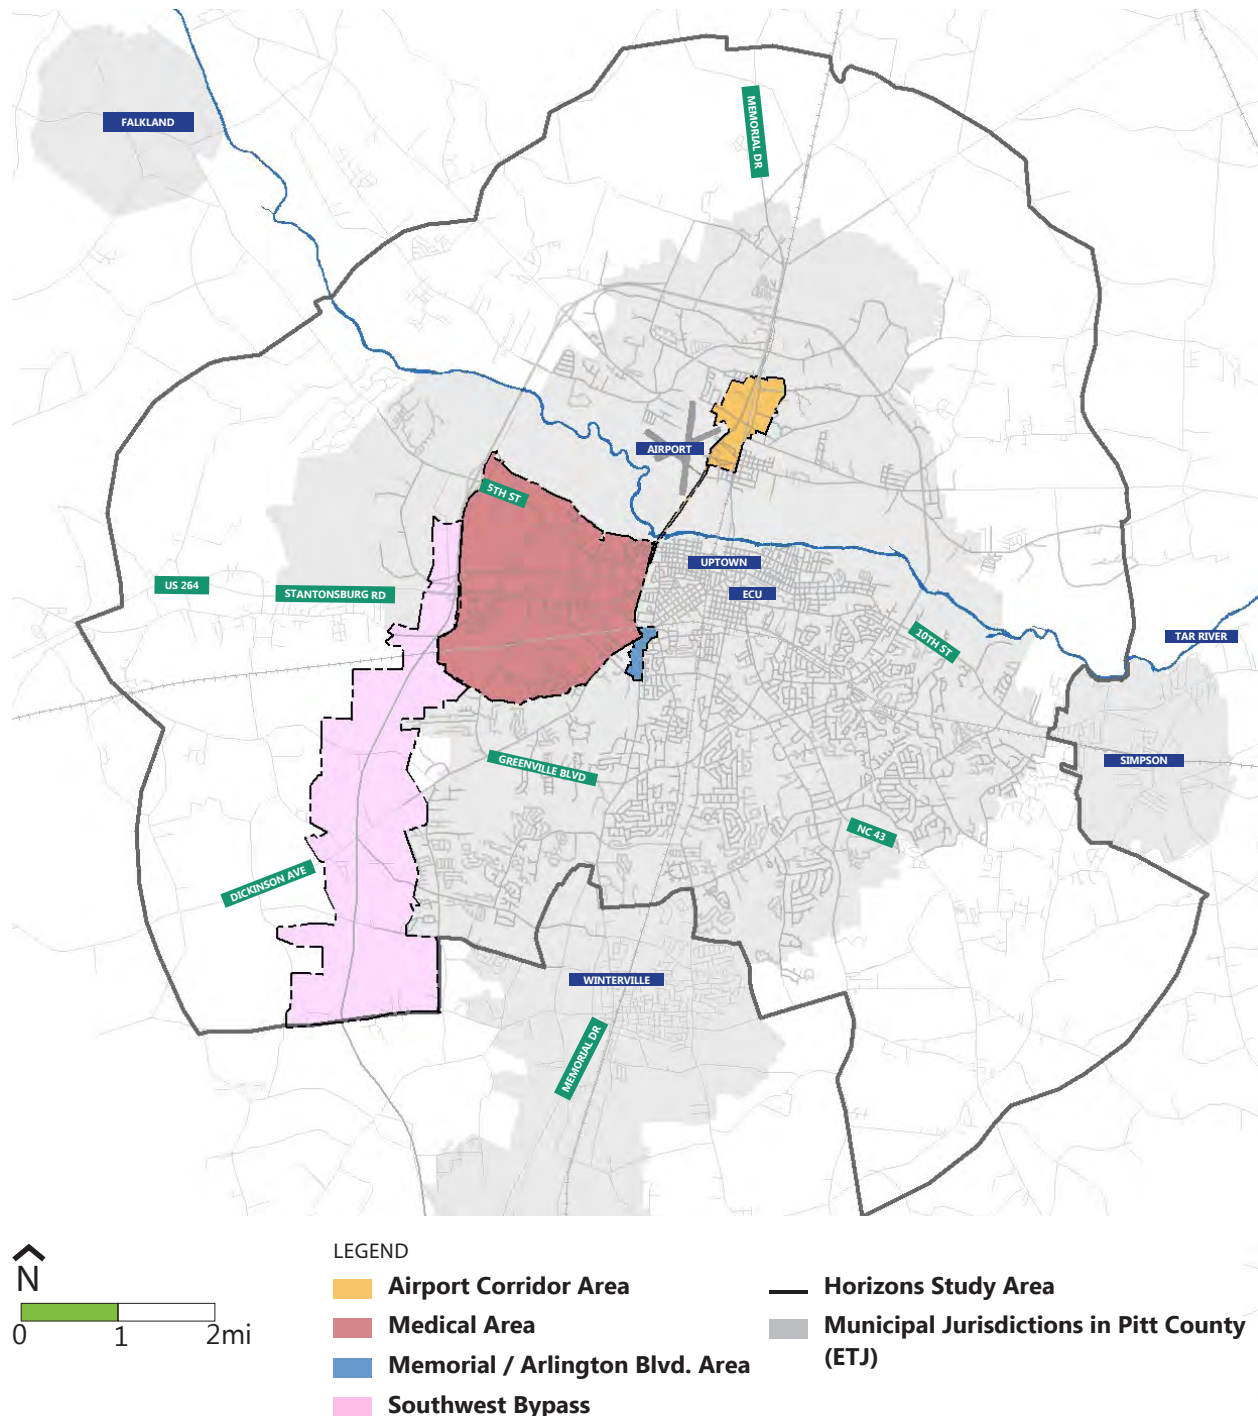 FALKLAND
MEMORIAL DR
AIRPORT
5TH ST
UPTOWN
US 264
STANTONSBURG RD
ECU
10TH ST
TAR RIVER
GREENVILLE BLVD
SIMPSON
NC 43
DICKINSON AVE
WINTERVILLE
MEMORIAL DR
N
0 1 2mi
LEGEND
Airport Corridor Area
Medical Area
Memorial / Arlington Blvd. Area
Southwest Bypass
Horizons Study Area
Municipal Jurisdictions in Pitt County
(ETJ)